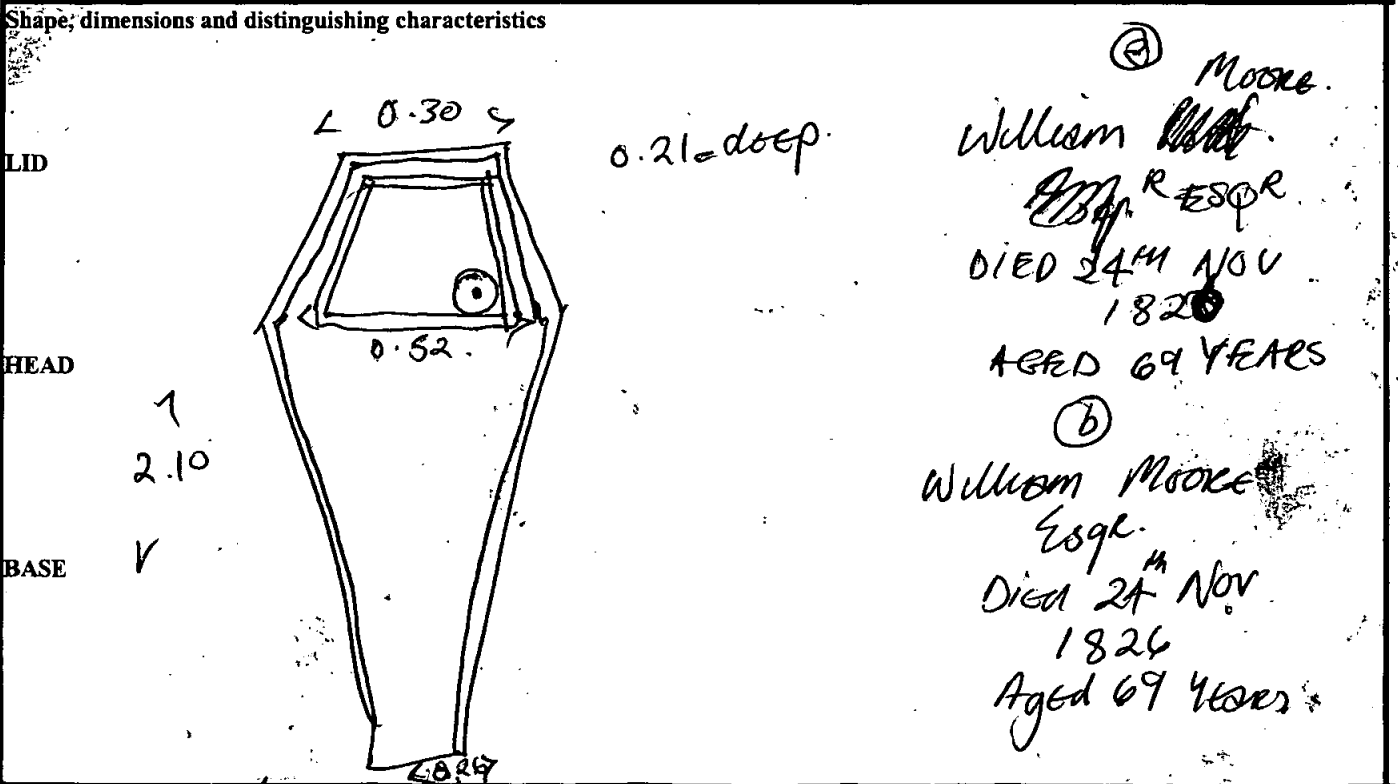 Shape, dimensions and distinguishing characteristics
LID
HEAD
BASE
0.30
0.21 deep.
0.52.
2.10
a
Moore.
William
R ESQR
DIED 24TH NOV
182
AGED 69 YEARS
b
William Moore
Esqr.
Died 24th Nov
1826
Aged 69 Years